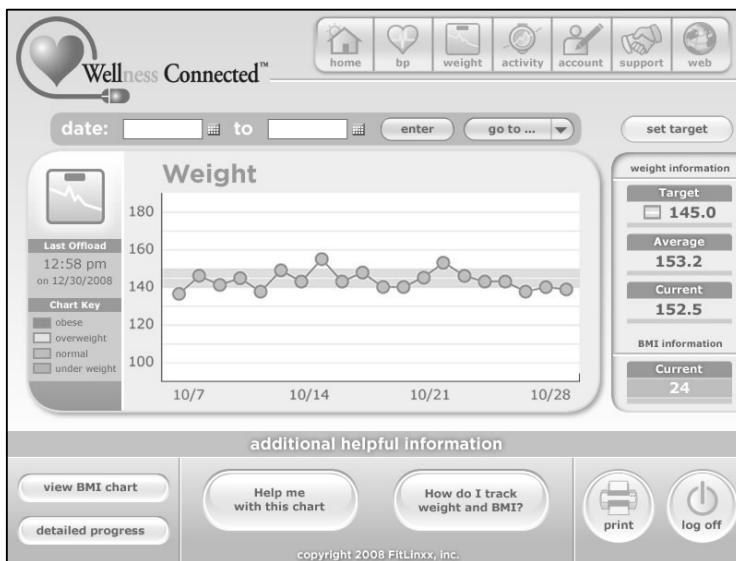 Wellness Connected™
home bp weight activity account support web
date: to enter go to ... set target
Weight
180
160
140
120
100
10/7 10/14 10/21 10/28
Last Offload
12:58 pm
on 12/30/2008
Chart Key
obese
overweight
normal
under weight
weight information
Target
145.0
Average
153.2
Current
152.5
BMI information
Current
24
additional helpful information
view BMI chart
detailed progress
Help me
with this chart
How do I track
weight and BMI?
print
log off
copyright 2008 FitLinxx, inc.